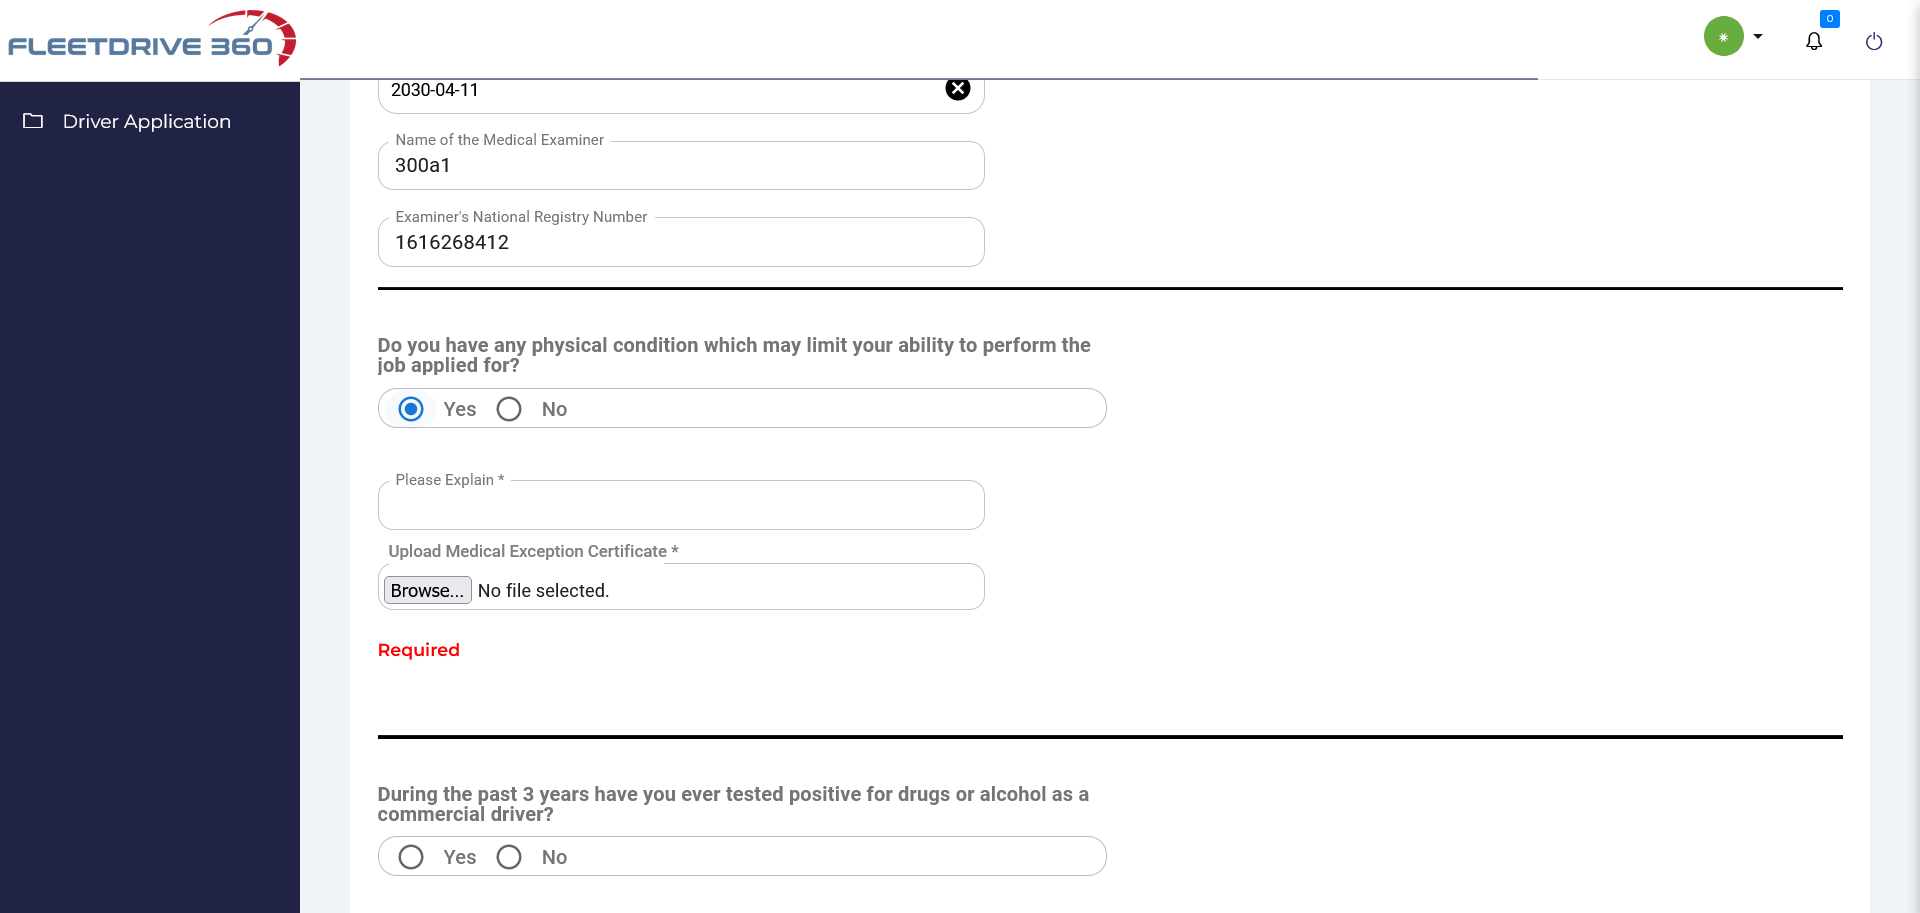 FLEETDRIVE 360
0
Driver Application
2030-04-11
Name of the Medical Examiner
300a1
Examiner's National Registry Number
1616268412
Do you have any physical condition which may limit your ability to perform the
job applied for?
Yes No
Please Explain *
Upload Medical Exception Certificate *
Browse... No file selected.
Required
During the past 3 years have you ever tested positive for drugs or alcohol as a
commercial driver?
Yes No